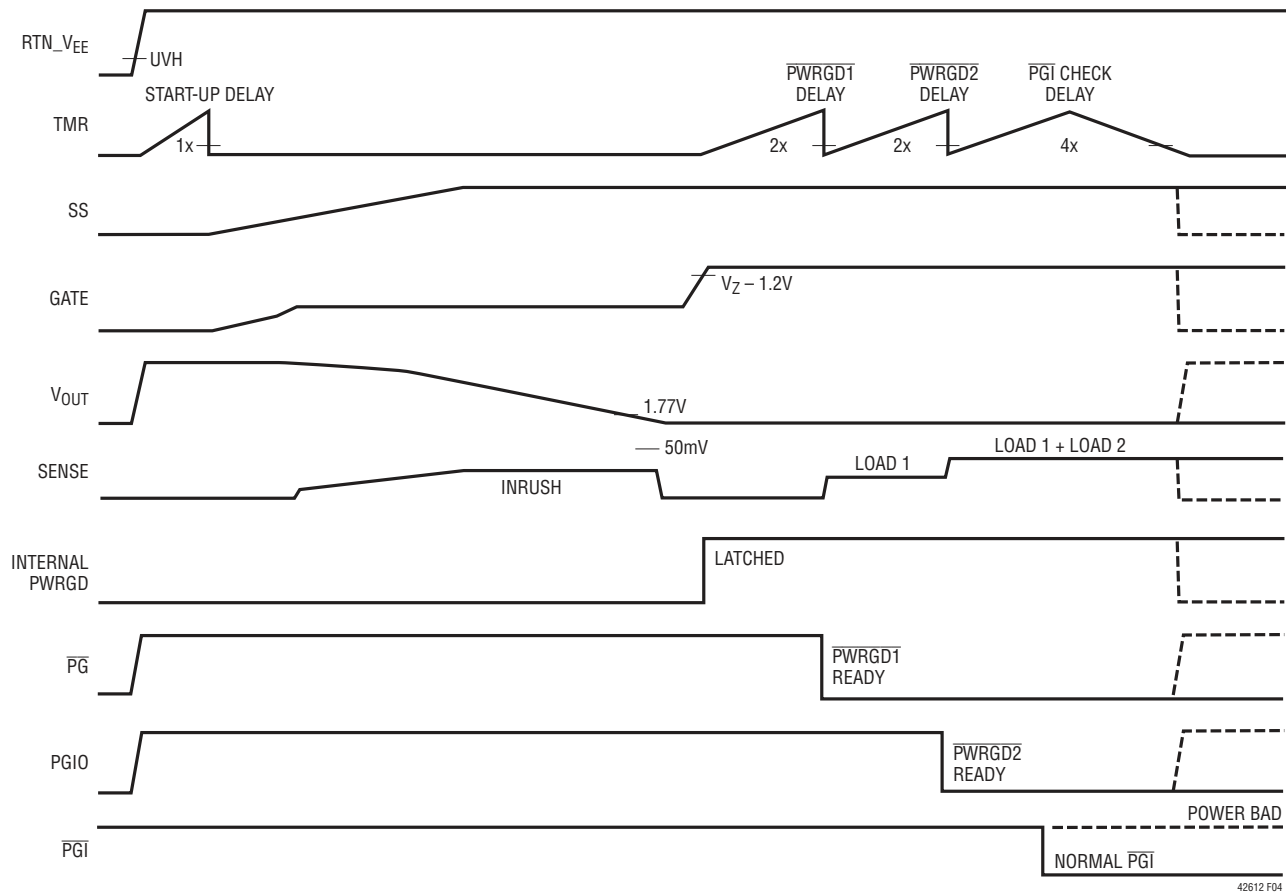 RTN_VEE
UVH
START-UP DELAY
PWRGD1
DELAY
PWRGD2
DELAY
PGI CHECK
DELAY
TMR
1x
2x
2x
4x
SS
GATE
VZ – 1.2V
VOUT
1.77V
50mV
SENSE
INRUSH
LOAD 1
LOAD 1 + LOAD 2
INTERNAL
PWRGD
LATCHED
PG
PWRGD1
READY
PGIO
PWRGD2
READY
POWER BAD
PGI
NORMAL PGI
42612 F04